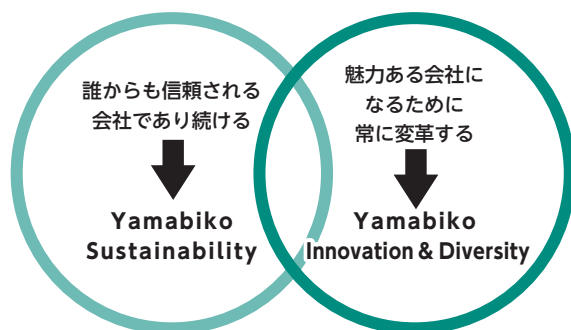 誰からも信頼される
会社であり続ける
Yamabiko
Sustainability
魅力ある会社に
なるために
常に変革する
Yamabiko
Innovation & Diversity